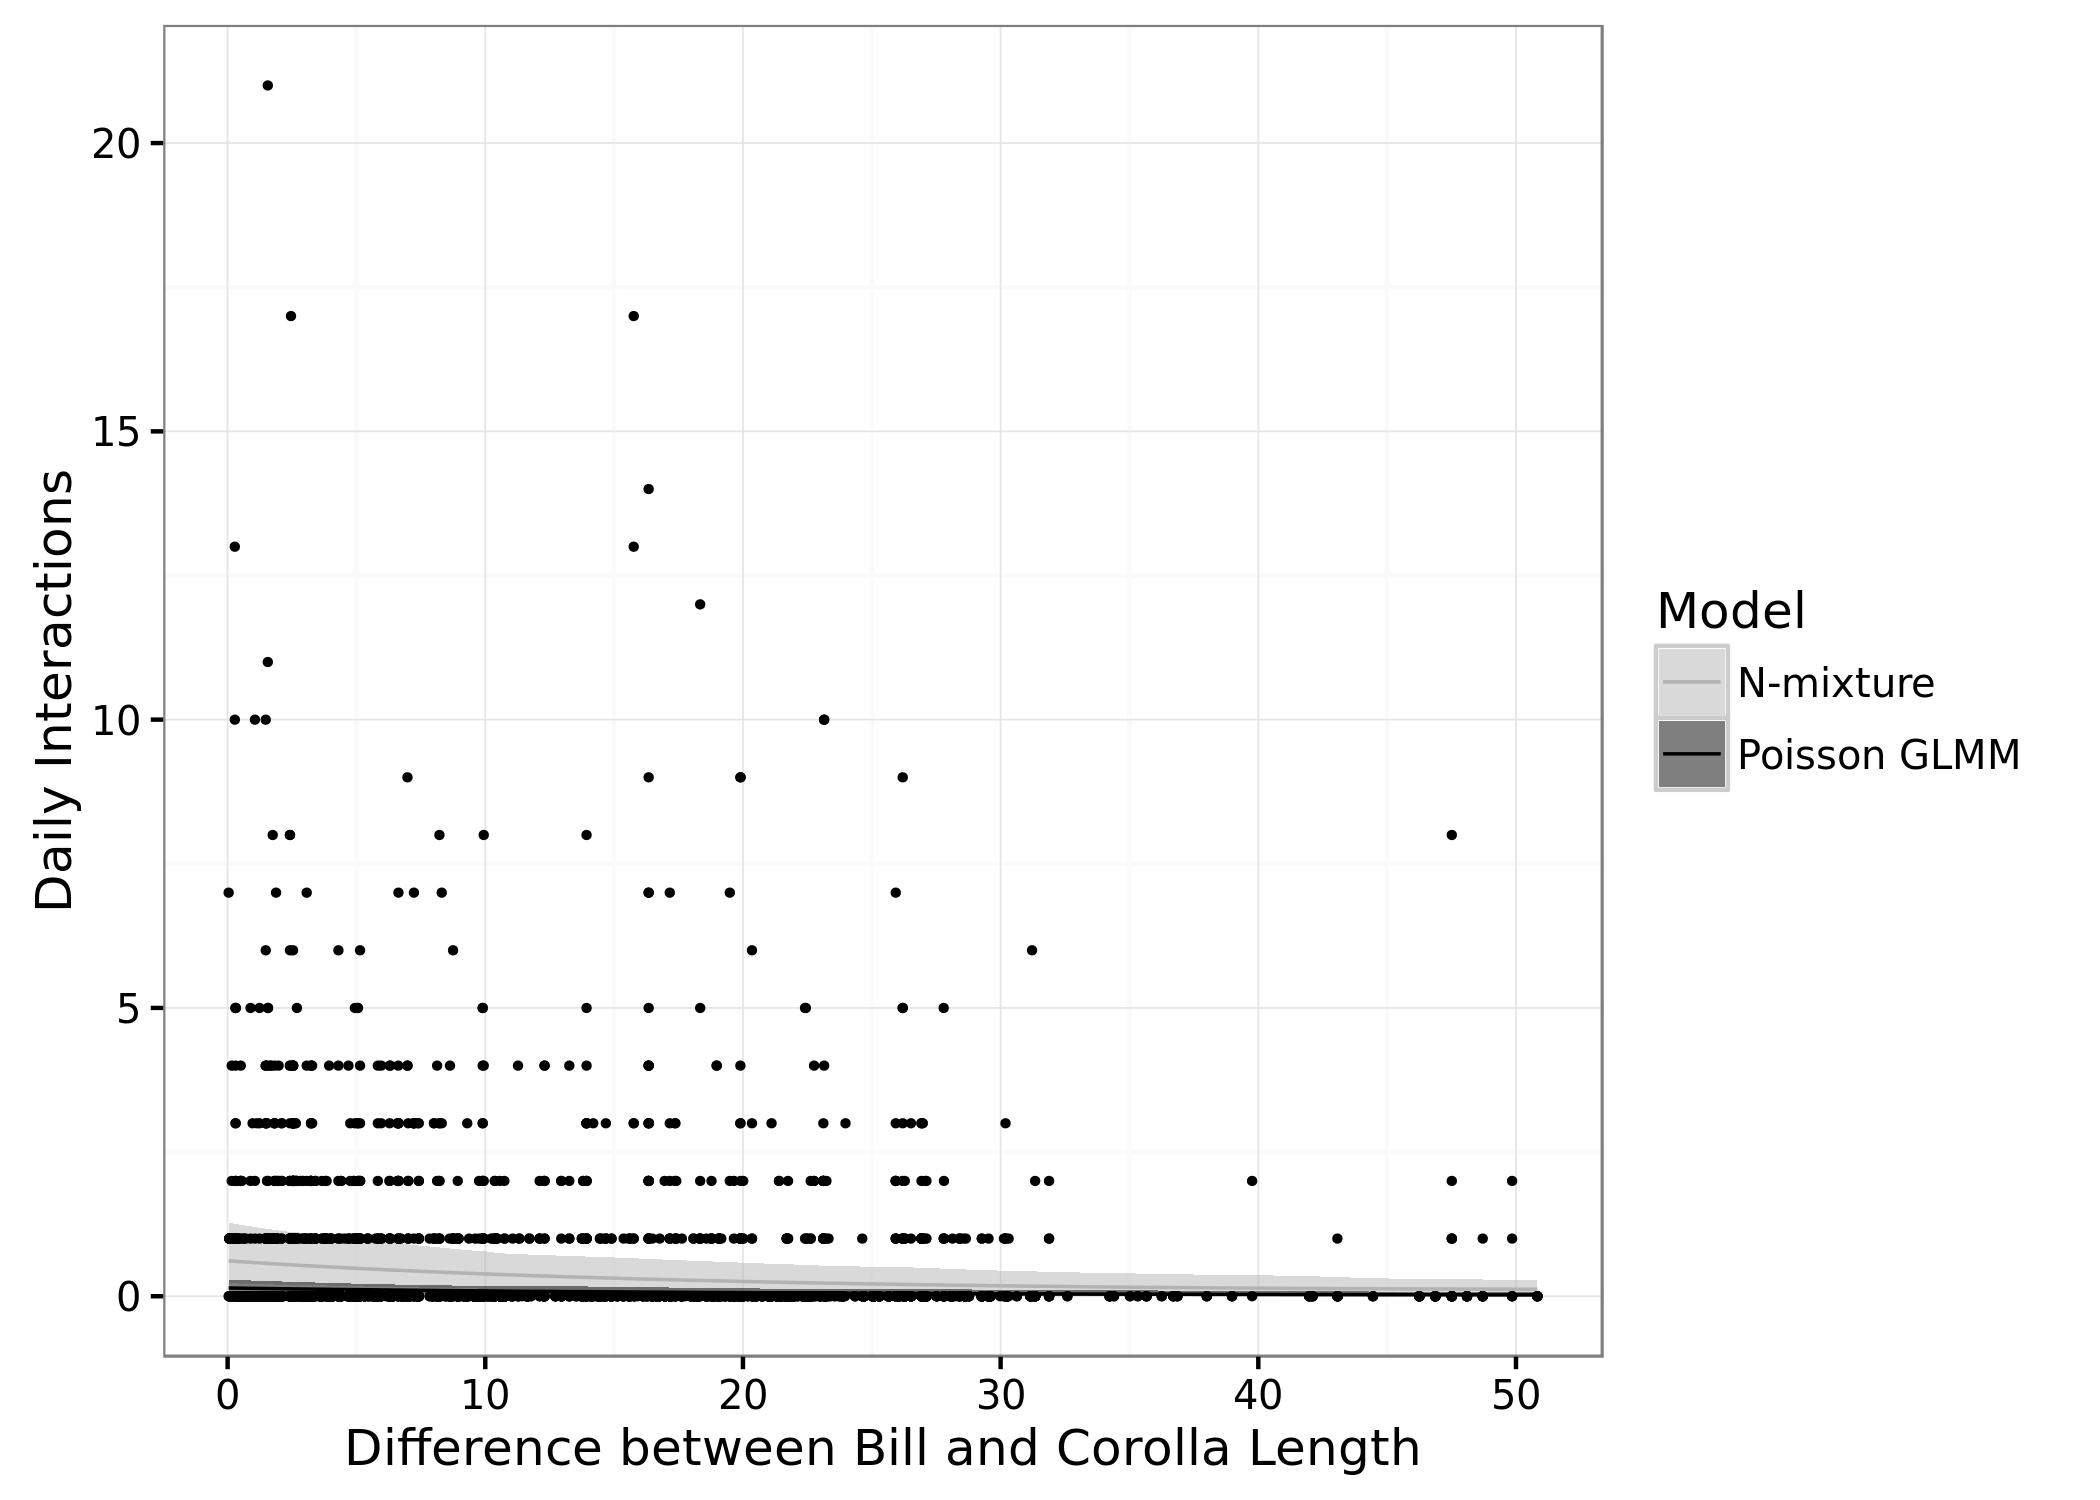 20
15
10
5
0
Daily Interactions
0 10 20 30 40 50
Difference between Bill and Corolla Length
Model
N-mixture
Poisson GLMM